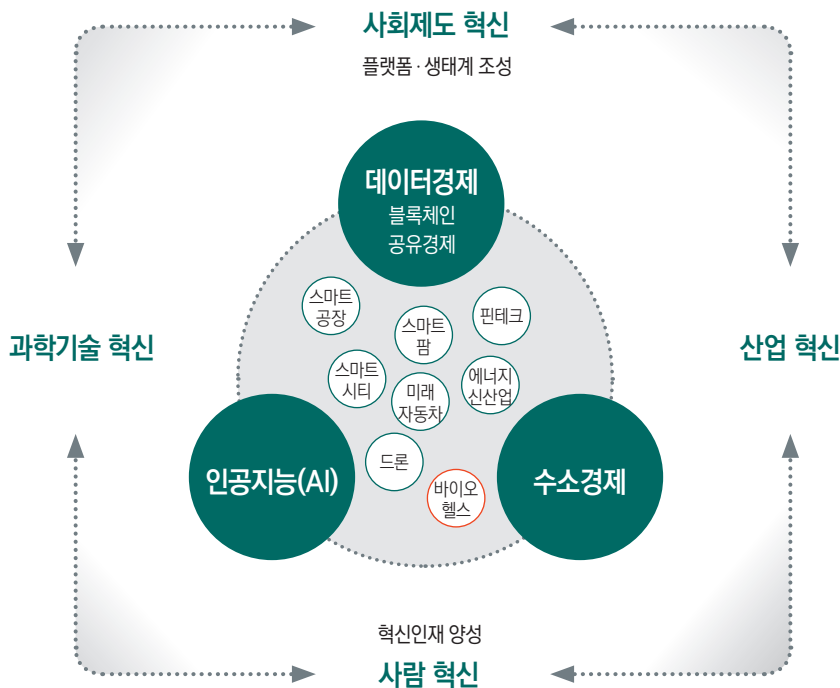 사회제도 혁신
플랫폼 · 생태계 조성
데이터경제
블록체인
공유경제
스마트
공장
스마트
팜
핀테크
과학기술 혁신
산업 혁신
스마트
시티
미래
자동차
에너지
신산업
드론
인공지능(AI)
수소경제
바이오
헬스
혁신인재 양성
사람 혁신